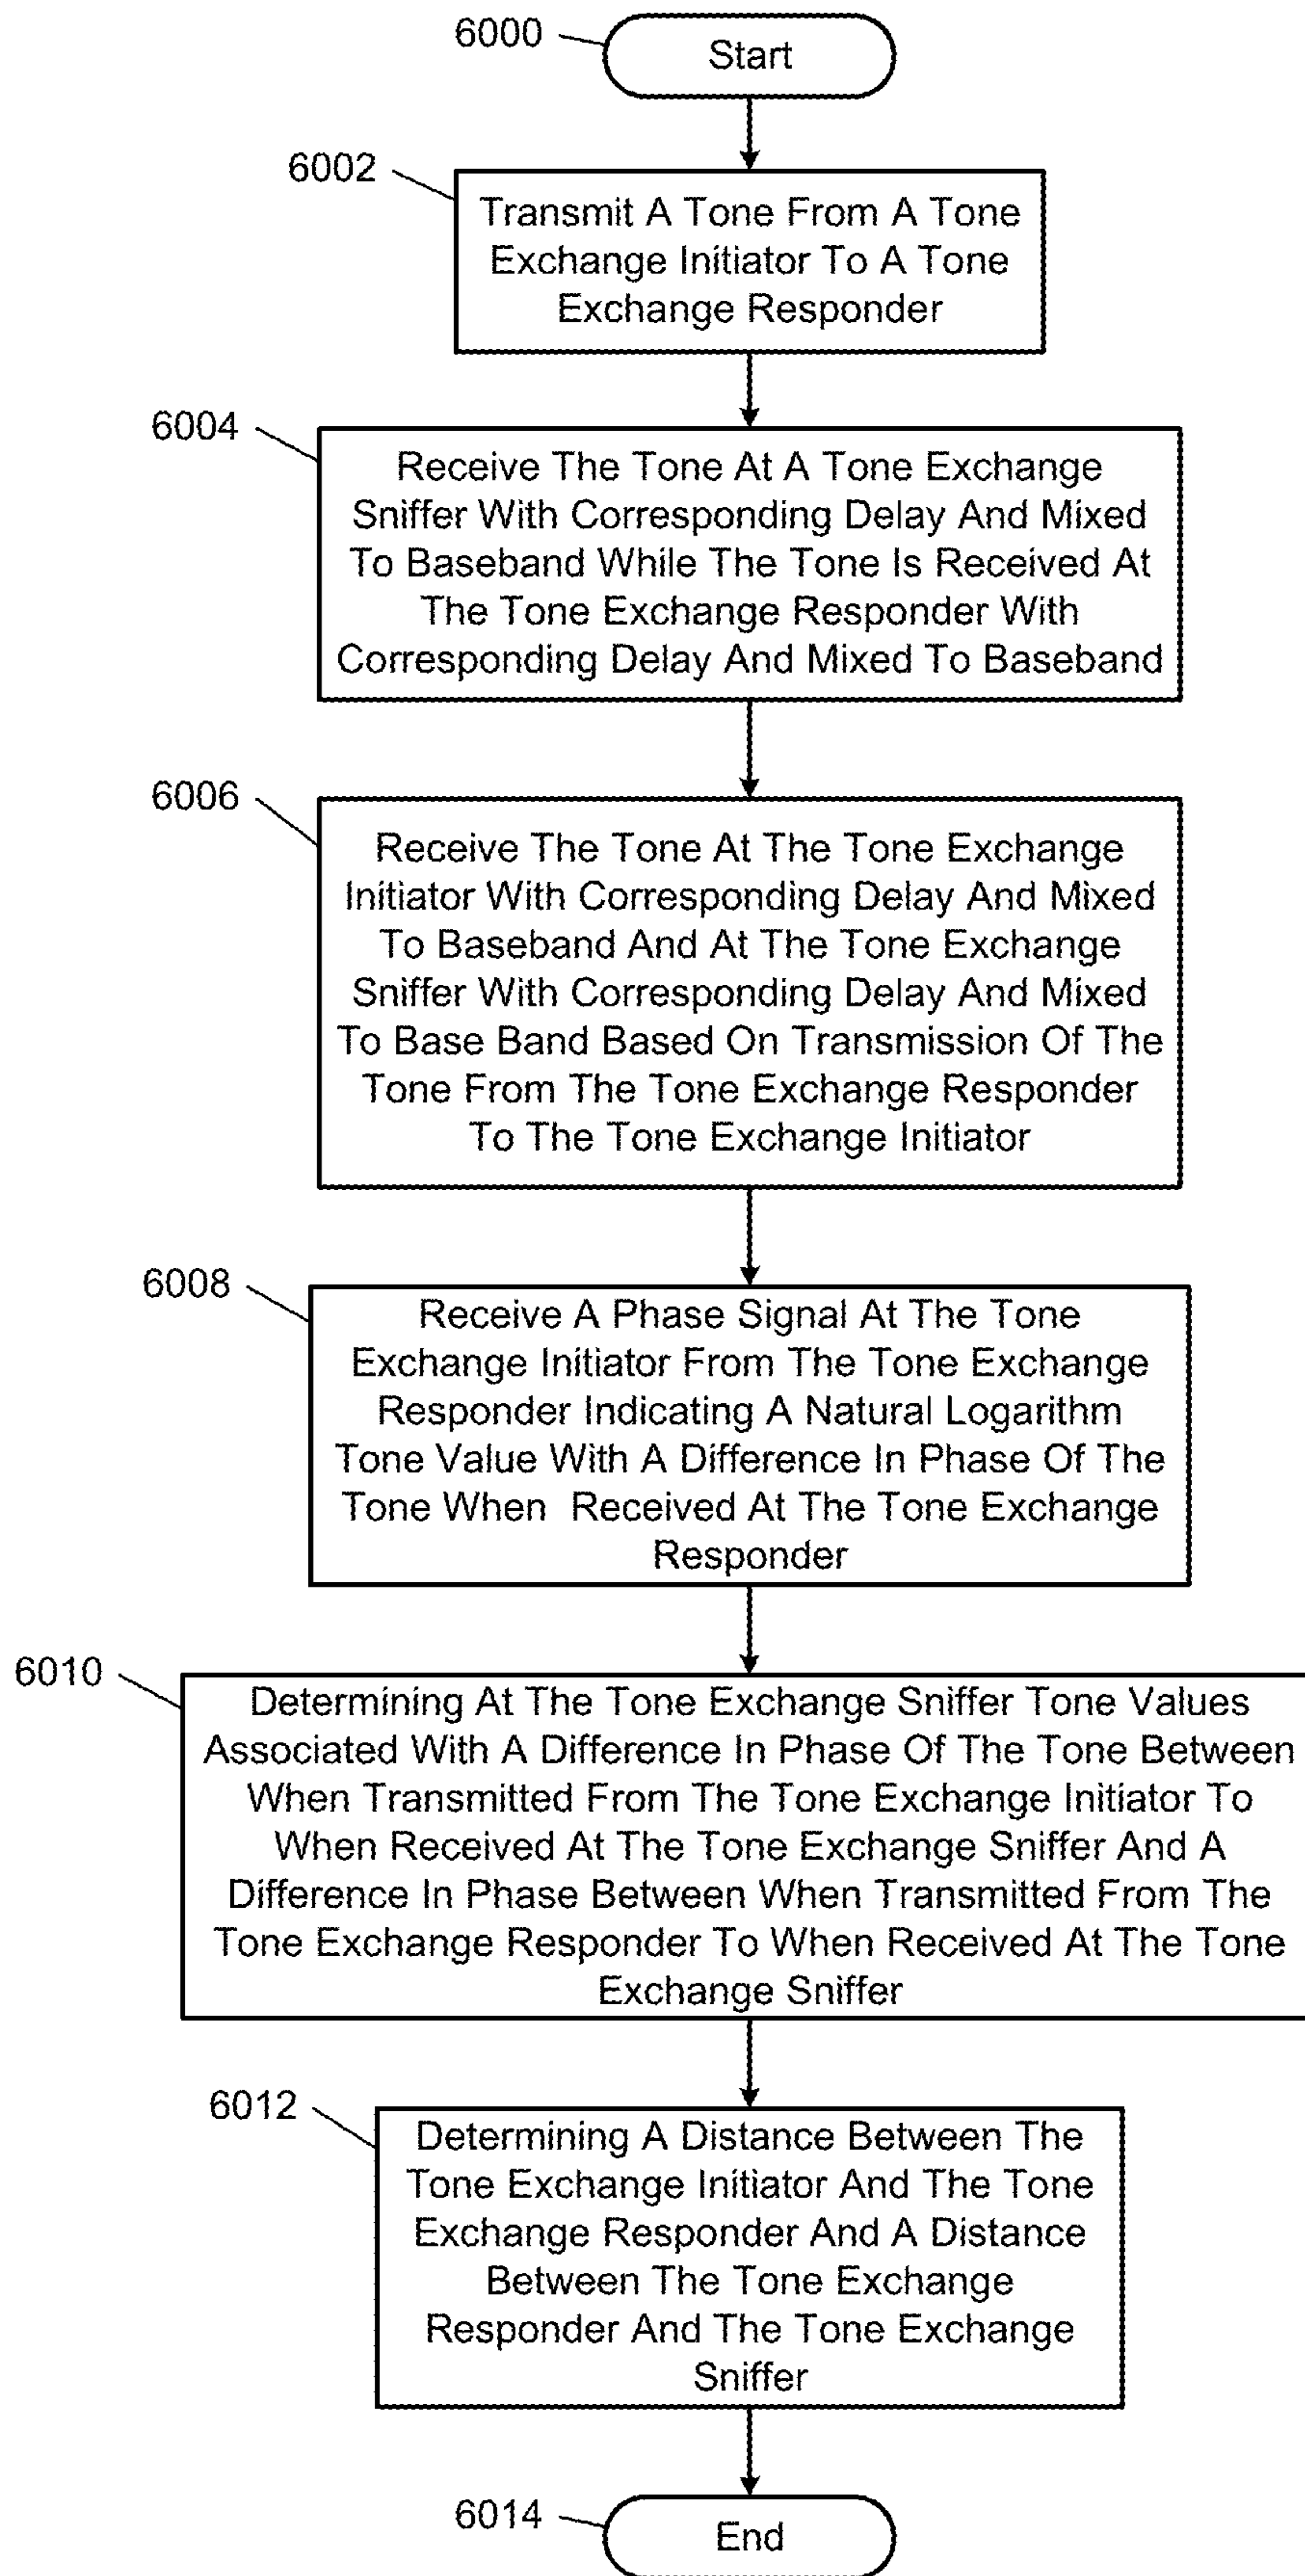 6000
Start
6002
Transmit A Tone From A Tone
Exchange Initiator To A Tone
Exchange Responder
6004
Receive The Tone At A Tone Exchange
Sniffer With Corresponding Delay And Mixed
To Baseband While The Tone Is Received At
The Tone Exchange Responder With
Corresponding Delay And Mixed To Baseband
6006
Receive The Tone At The Tone Exchange
Initiator With Corresponding Delay And Mixed
To Baseband And At The Tone Exchange
Sniffer With Corresponding Delay And Mixed
To Base Band Based On Transmission Of The
Tone From The Tone Exchange Responder
To The Tone Exchange Initiator
6008
Receive A Phase Signal At The Tone
Exchange Initiator From The Tone Exchange
Responder Indicating A Natural Logarithm
Tone Value With A Difference In Phase Of The
Tone When Received At The Tone Exchange
Responder
6010
Determining At The Tone Exchange Sniffer Tone Values
Associated With A Difference In Phase Of The Tone Between
When Transmitted From The Tone Exchange Initiator To
When Received At The Tone Exchange Sniffer And A
Difference In Phase Between When Transmitted From The
Tone Exchange Responder To When Received At The Tone
Exchange Sniffer
6012
Determining A Distance Between The
Tone Exchange Initiator And The Tone
Exchange Responder And A Distance
Between The Tone Exchange
Responder And The Tone Exchange
Sniffer
6014
End